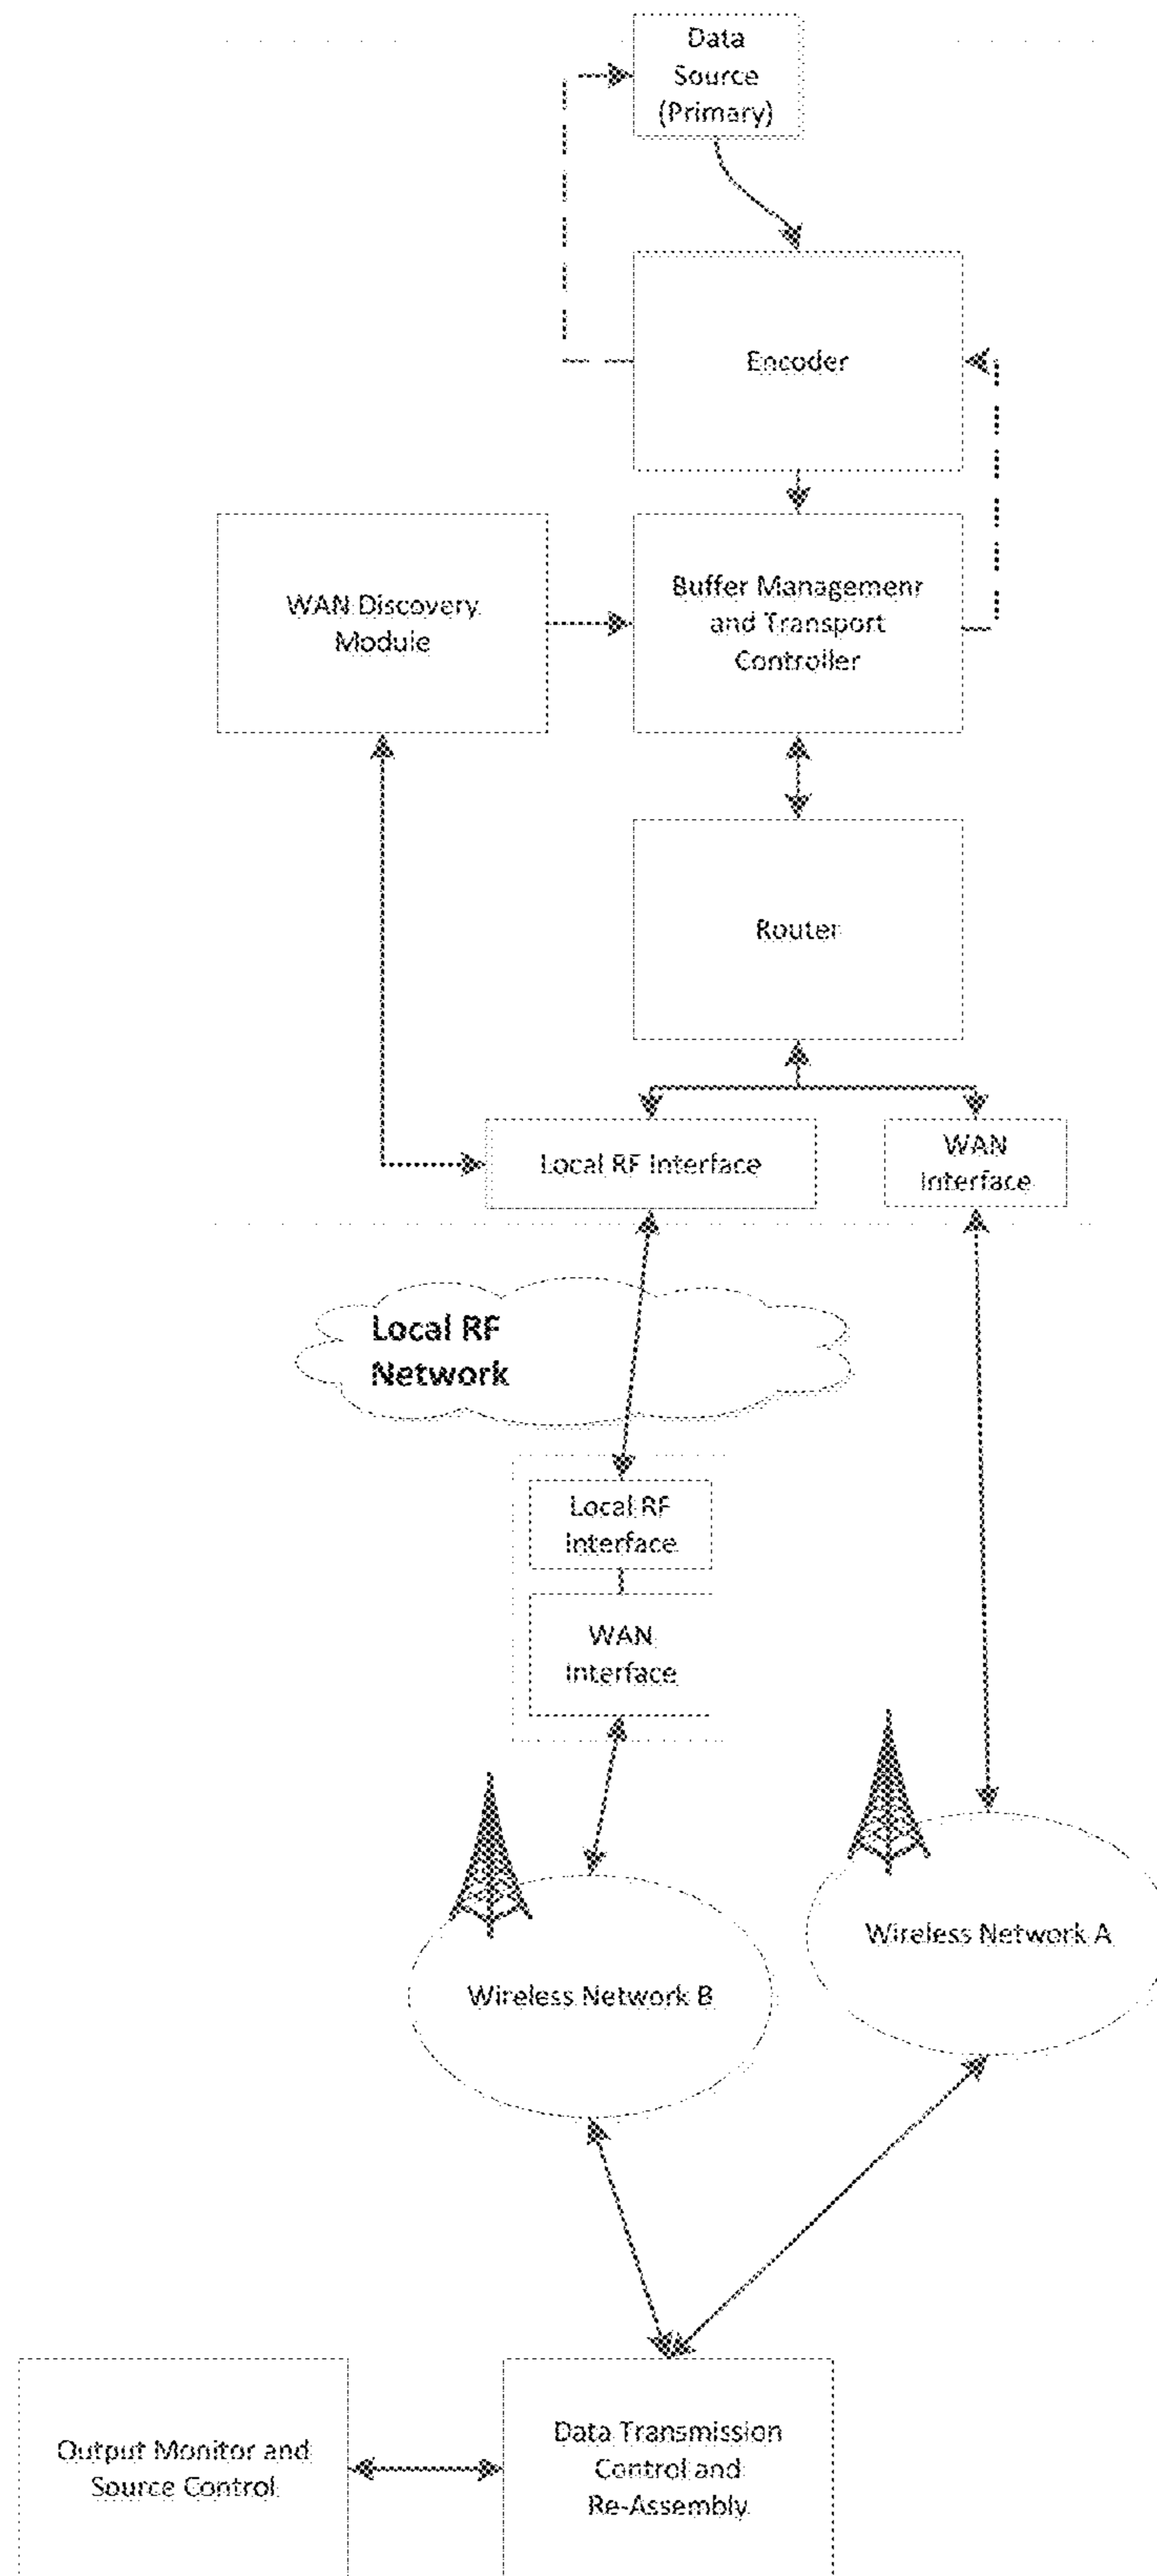 Data
Source
(Primary)
Encoder
WAN Discovery
Module
Buffer Managemenr
and Transport
Controller
Router
Local RF Interface
WAN
Interface
Local RF
Network
Local RF
Interface
WAN
Interface
Wireless Network A
Wireless Network B
Output Monitor and
Source Control
Data Transmission
Control and
Re-Assembly